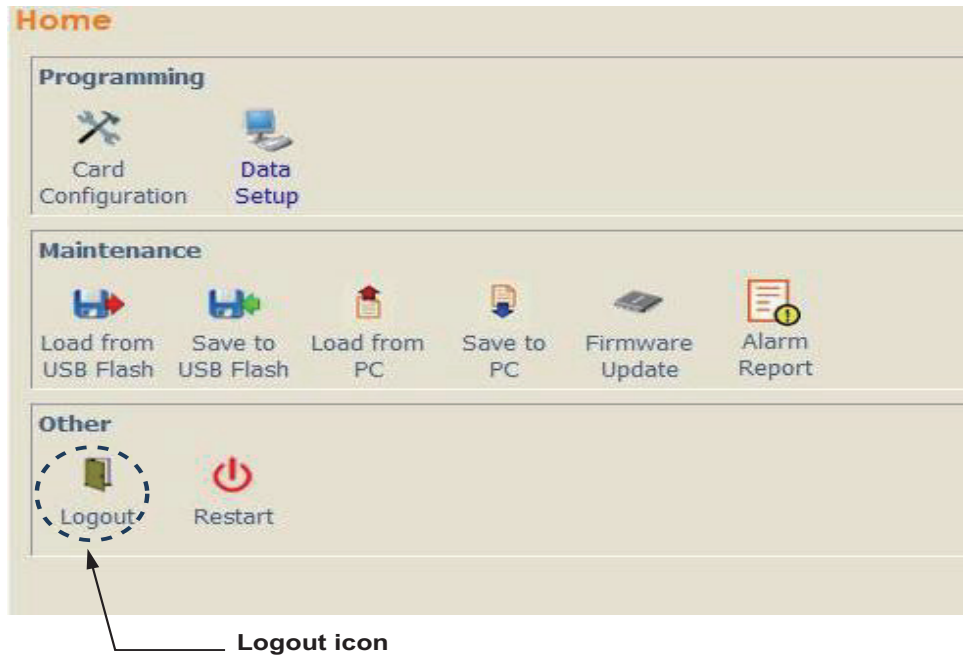 Home
Programming
Card
Configuration
Data
Setup
Maintenance
Load from
USB Flash
Save to
USB Flash
Load from
PC
Save to
PC
Firmware
Update
Alarm
Report
Other
Logout
Restart
Logout icon